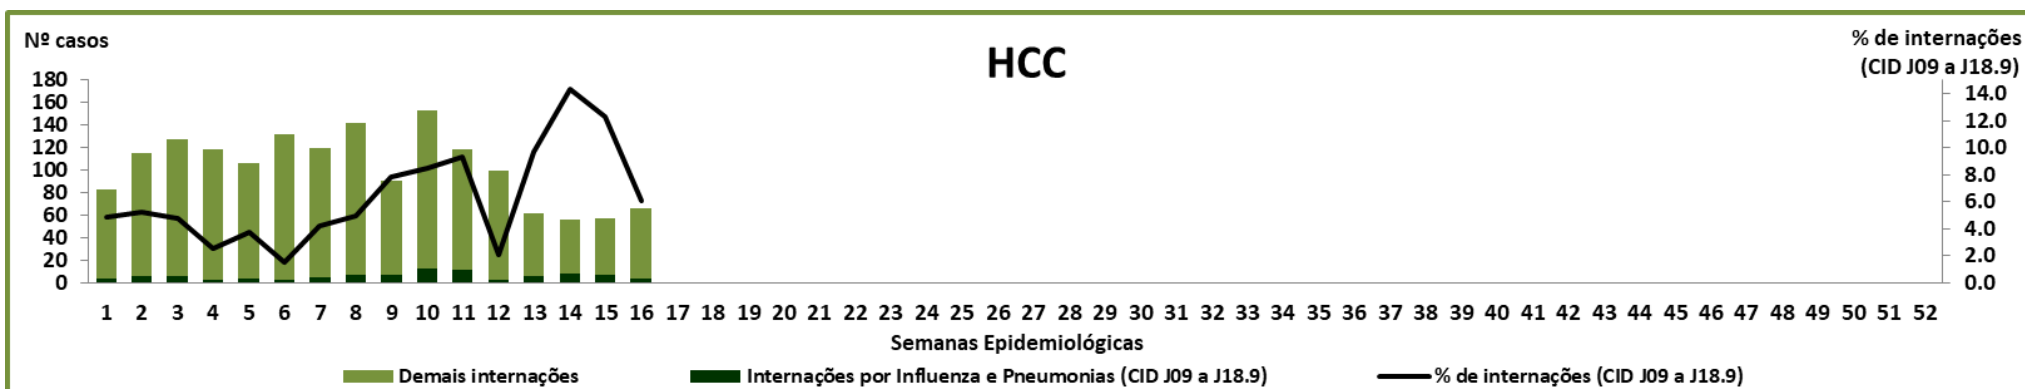 Nº casos
HCC
% de internações
(CID J09 a J18.9)
180
160
140
120
100
80
60
40
20
0
14.0
12.0
10.0
8.0
6.0
4.0
2.0
0.0
1 2 3 4 5 6 7 8 9 10 11 12 13 14 15 16 17 18 19 20 21 22 23 24 25 26 27 28 29 30 31 32 33 34 35 36 37 38 39 40 41 42 43 44 45 46 47 48 49 50 51 52
Semanas Epidemiológicas
Demais internações
Internações por Influenza e Pneumonias (CID J09 a J18.9)
% de internações (CID J09 a J18.9)